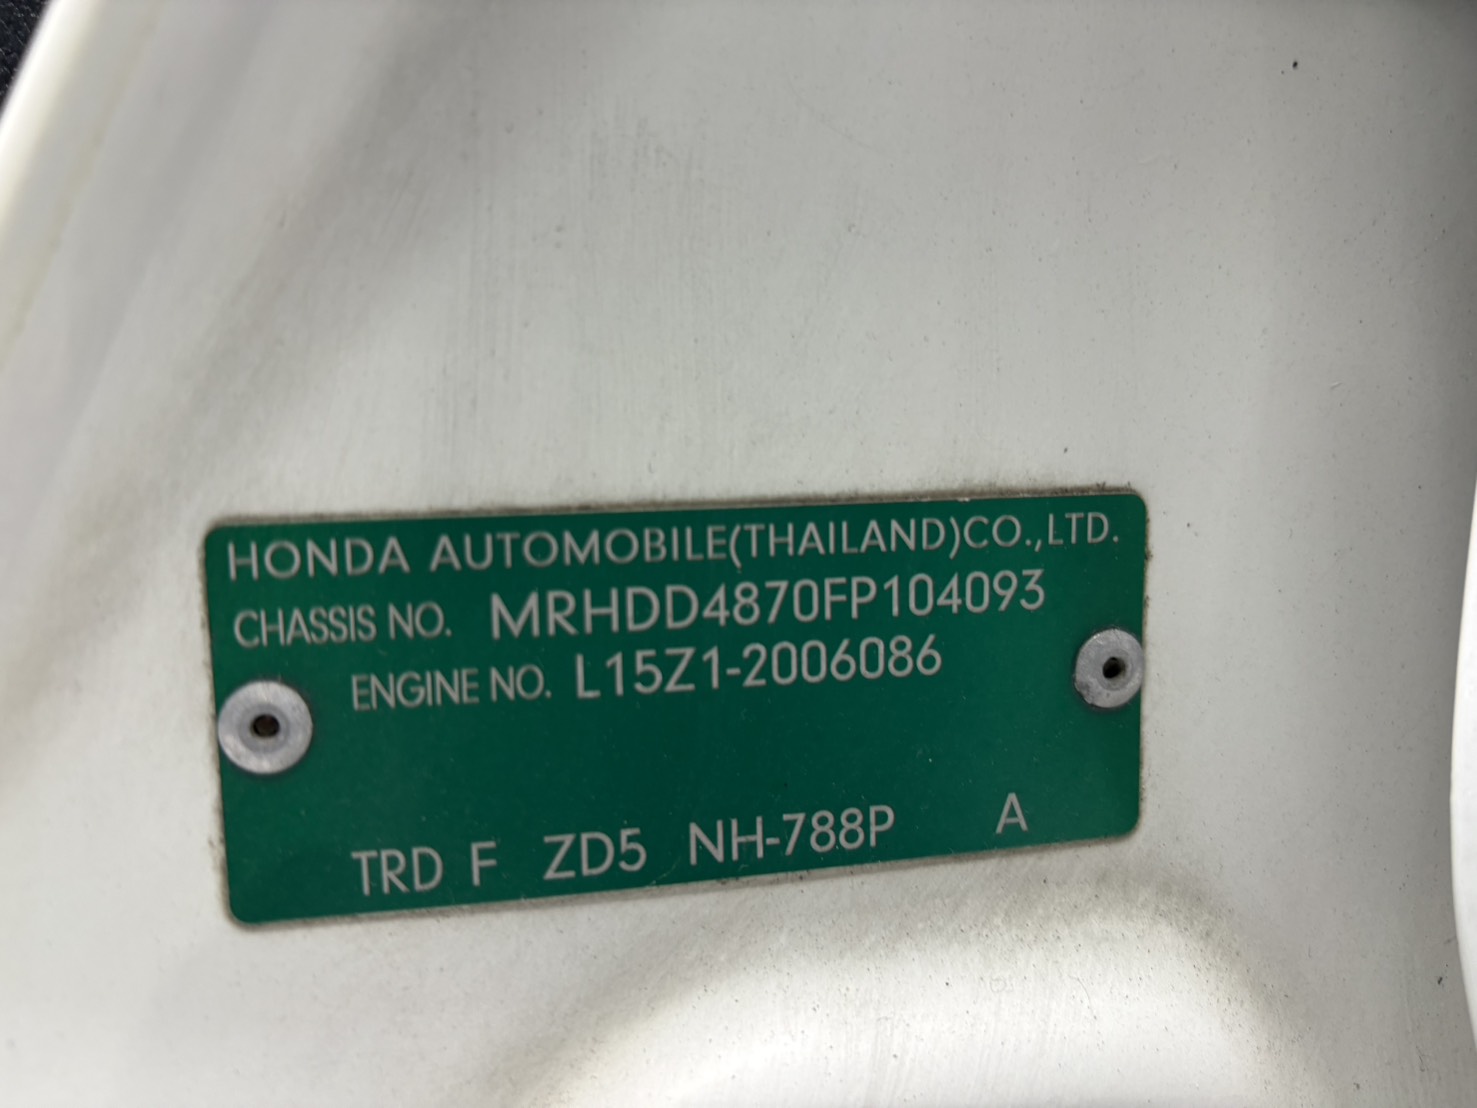 HONDA AUTOMOBILE(THAILAND)CO.,LTD.
CHASSIS NO. MRHDD4870FP104093
ENGINE NO. L15Z1-2006086
TRD F ZD5 NH-788P A